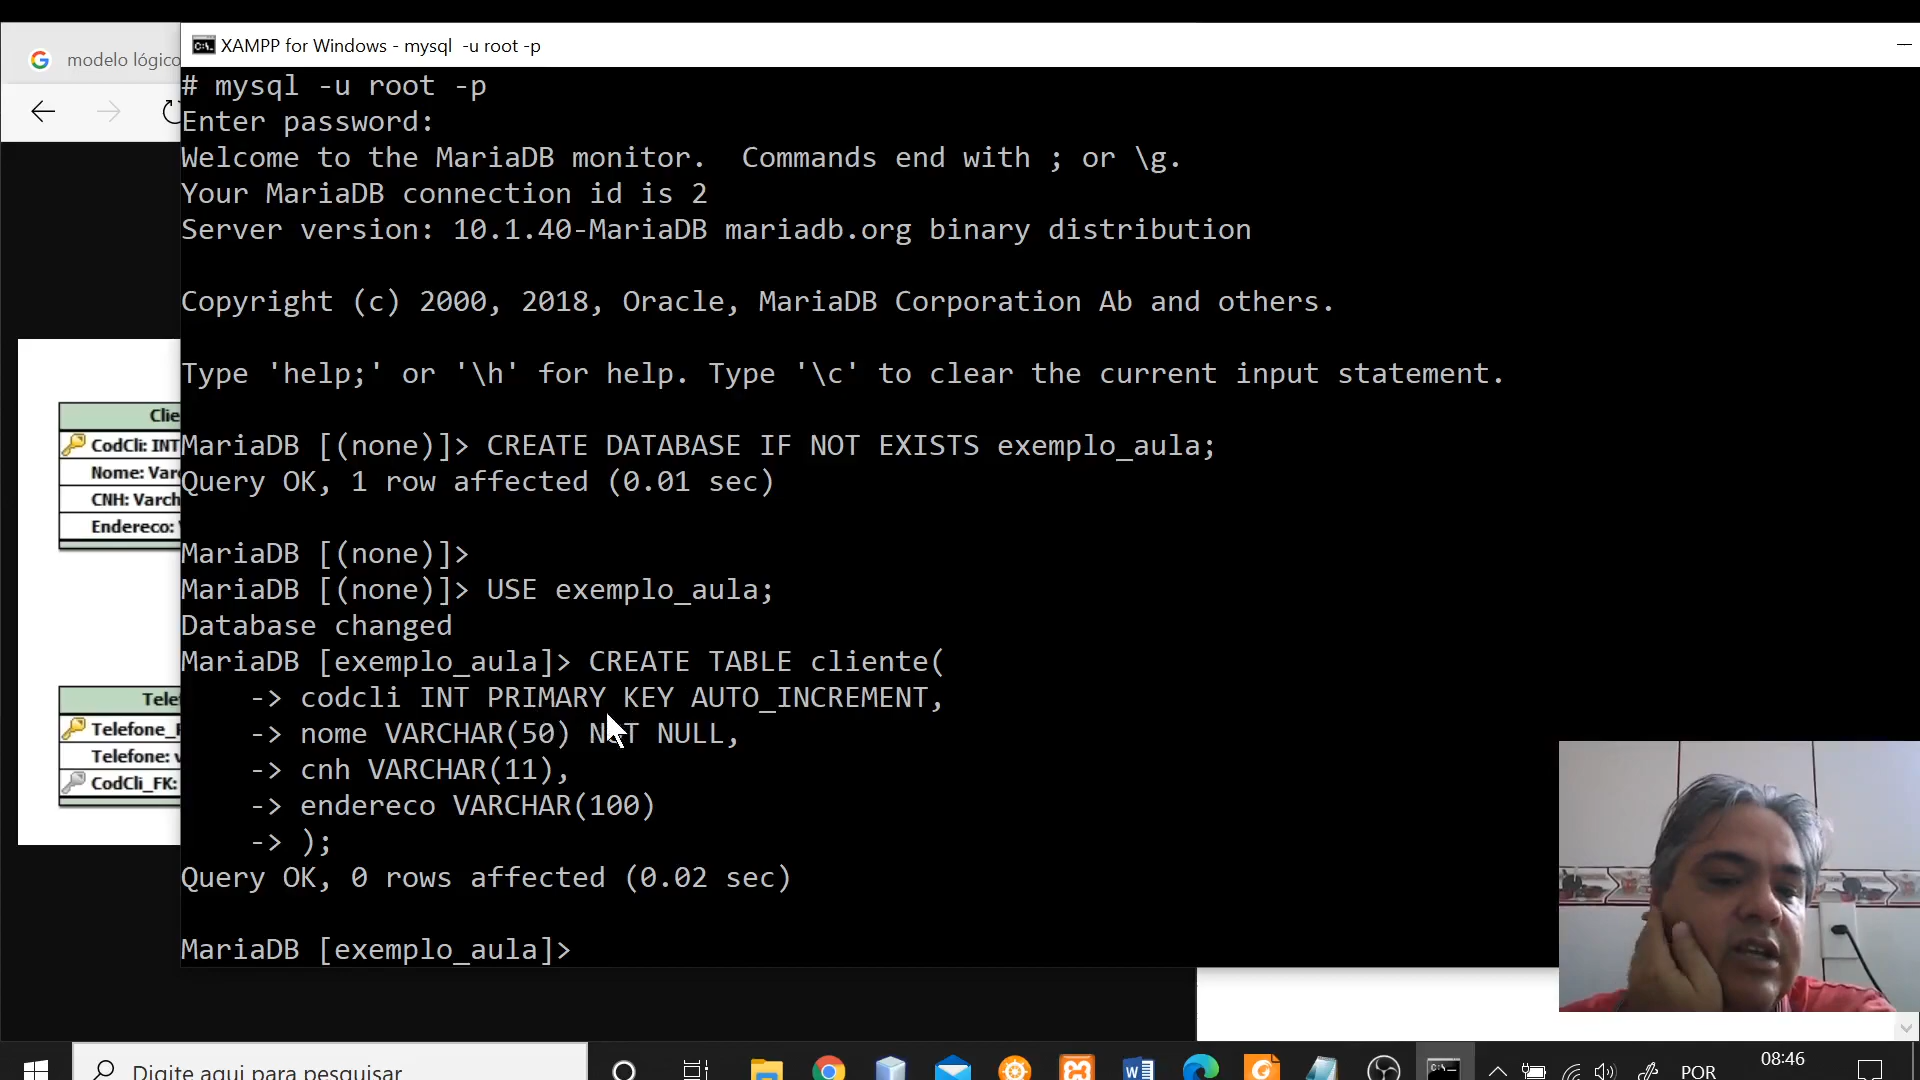 modelo lógico
XAMPP for Windows - mysql -u root -p
# mysql -u root -p
Enter password:
Welcome to the MariaDB monitor.  Commands end with ; or \g.
Your MariaDB connection id is 2
Server version: 10.1.40-MariaDB mariadb.org binary distribution
Copyright (c) 2000, 2018, Oracle, MariaDB Corporation Ab and others.
Type 'help;' or '\h' for help. Type '\c' to clear the current input statement.
MariaDB [(none)]> CREATE DATABASE IF NOT EXISTS exemplo_aula;
Query OK, 1 row affected (0.01 sec)
MariaDB [(none)]>
MariaDB [(none)]> USE exemplo_aula;
Database changed
MariaDB [exemplo_aula]> CREATE TABLE cliente(
-> codcli INT PRIMARY KEY AUTO_INCREMENT,
-> nome VARCHAR(50) NOT NULL,
-> cnh VARCHAR(11),
-> endereco VARCHAR(100)
-> );
Query OK, 0 rows affected (0.02 sec)
MariaDB [exemplo_aula]>
Clie
CodCli: INT
Nome: Varc
CNH: Varch
Endereco:
Tele
Telefone_
Telefone: v
CodCli_FK:
Digite aqui para pesquisar
POR
08:46